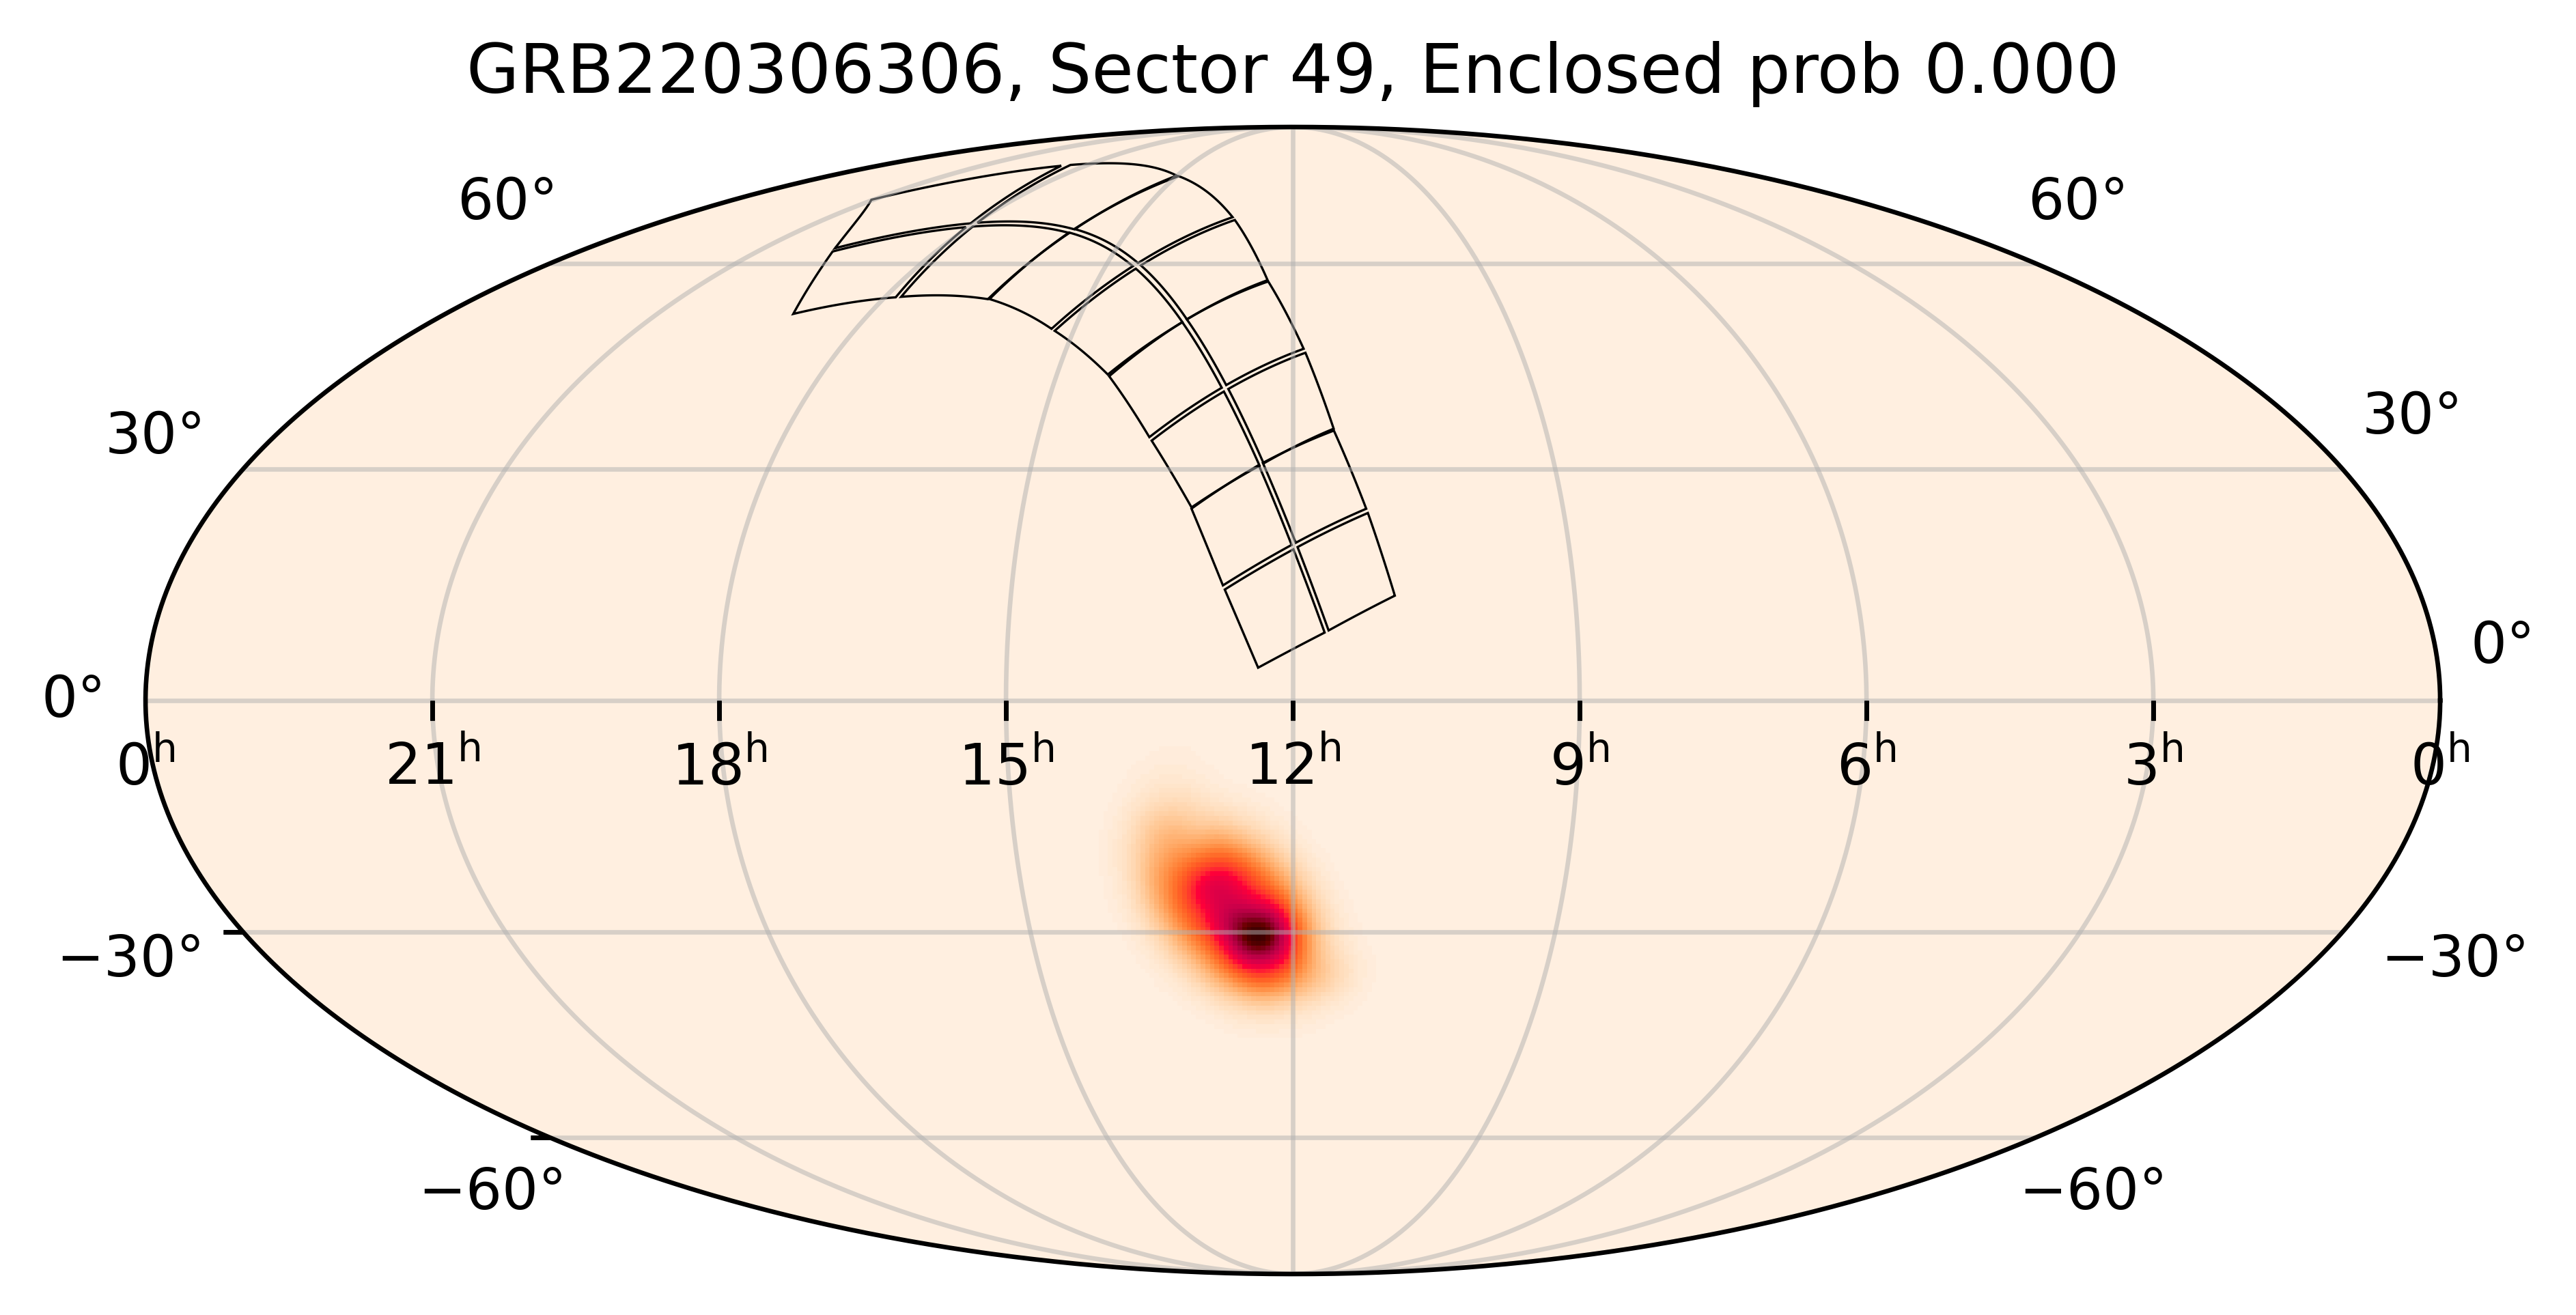 GRB220306306, Sector 49, Enclosed prob 0.000
60° 60°
30° 30°
0° 0°
0ʰ 21ʰ 18ʰ 15ʰ 12ʰ 9ʰ 6ʰ 3ʰ 0ʰ
−30° −30°
−60° −60°